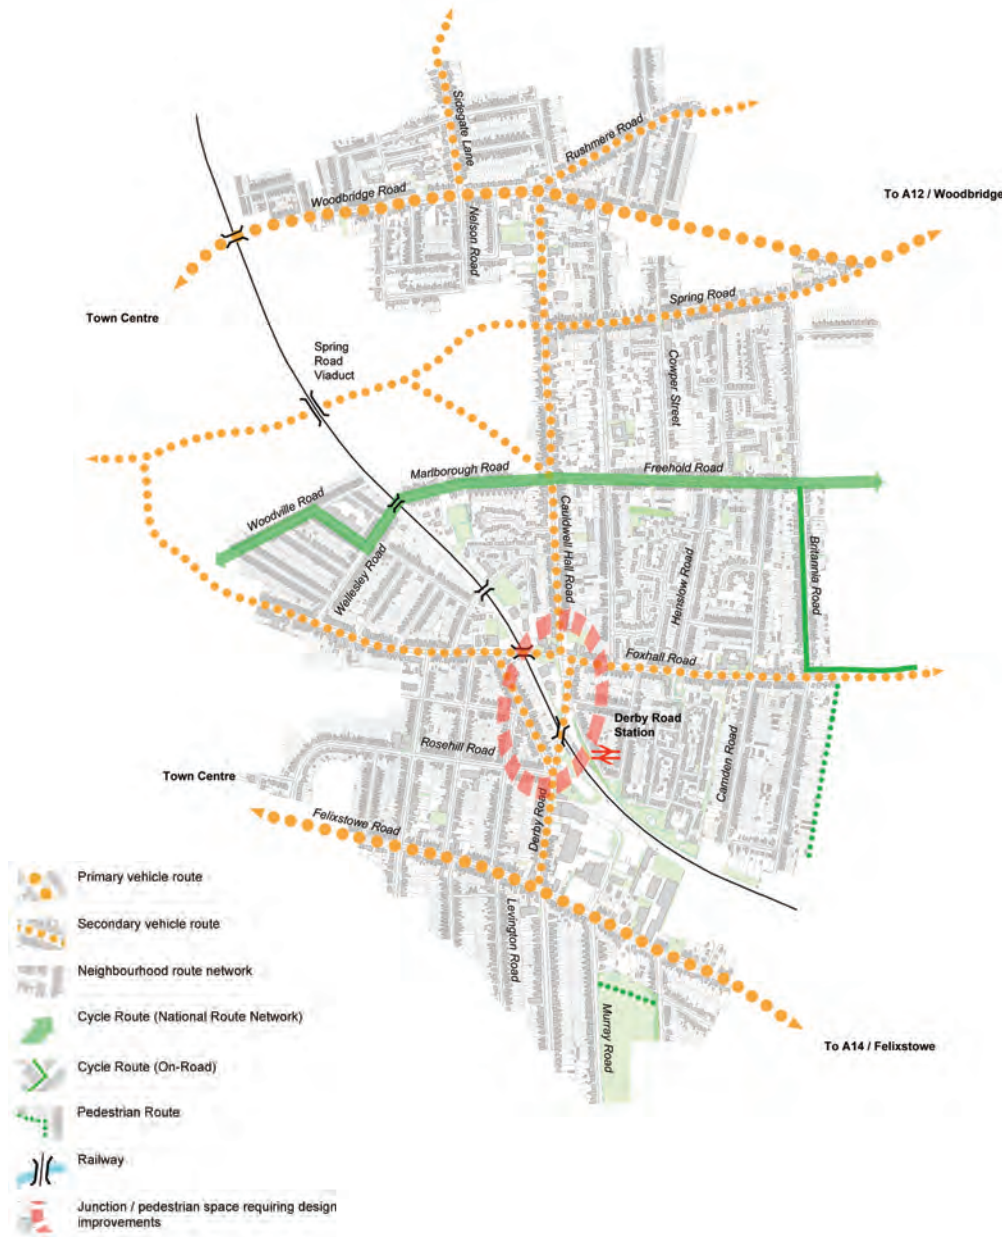 Sidegate Lane
Rushmere Road
Woodbridge Road
Nelson Road
To A12 / Woodbridge
Town Centre
Spring Road
Spring
Road
Viaduct
Cowper Street
Marlborough Road
Freehold Road
Woodville Road
Cauldwell Hall Road
Wellesley Road
Henslow Road
Britannia Road
Foxhall Road
Derby Road
Station
Rosehill Road
Camden Road
Town Centre
Felixstowe Road
Derby Road
Levington Road
Murray Road
To A14 / Felixstowe
Primary vehicle route
Secondary vehicle route
Neighbourhood route network
Cycle Route (National Route Network)
Cycle Route (On-Road)
Pedestrian Route
Railway
Junction / pedestrian space requiring design
improvements